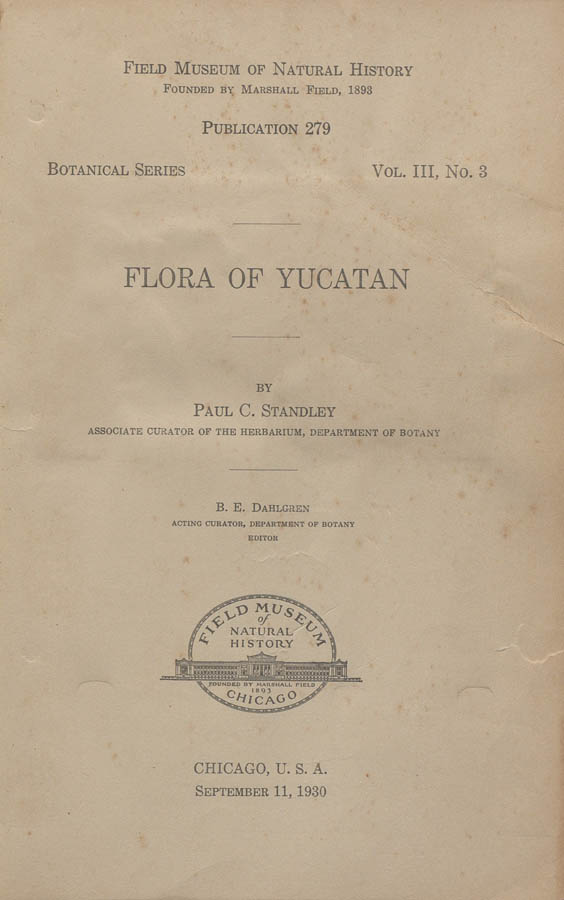 FIELD MUSEUM OF NATURAL HISTORY
FOUNDED BY MARSHALL FIELD, 1893
PUBLICATION 279
BOTANICAL SERIES VOL. III, NO. 3
FLORA OF YUCATAN
BY
PAUL C. STANDLEY
ASSOCIATE CURATOR OF THE HERBARIUM, DEPARTMENT OF BOTANY
B. E. DAHLGREN
ACTING CURATOR, DEPARTMENT OF BOTANY
EDITOR
FIELD MUSEUM
of
NATURAL
HISTORY
FOUNDED BY MARSHALL FIELD
1893
CHICAGO
CHICAGO, U. S. A.
SEPTEMBER 11, 1930